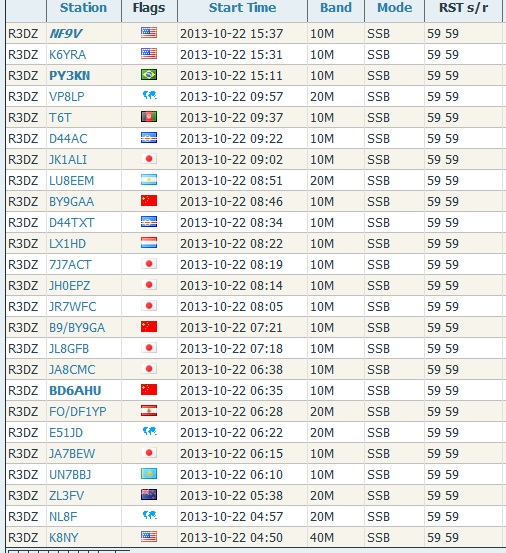 Station Flags Start Time Band Mode RST s/r
R3DZ NF9V 2013-10-22 15:37 10M SSB 59 59
R3DZ K6YRA 2013-10-22 15:31 10M SSB 59 59
R3DZ PY3KN 2013-10-22 15:11 10M SSB 59 59
R3DZ VP8LP 2013-10-22 09:57 20M SSB 59 59
R3DZ T6T 2013-10-22 09:37 10M SSB 59 59
R3DZ D44AC 2013-10-22 09:22 10M SSB 59 59
R3DZ JK1ALI 2013-10-22 09:02 10M SSB 59 59
R3DZ LU8EEM 2013-10-22 08:51 20M SSB 59 59
R3DZ BY9GAA 2013-10-22 08:46 10M SSB 59 59
R3DZ D44TXT 2013-10-22 08:34 10M SSB 59 59
R3DZ LX1HD 2013-10-22 08:22 10M SSB 59 59
R3DZ 7J7ACT 2013-10-22 08:19 10M SSB 59 59
R3DZ JH0EPZ 2013-10-22 08:14 10M SSB 59 59
R3DZ JR7WFC 2013-10-22 08:05 10M SSB 59 59
R3DZ B9/BY9GA 2013-10-22 07:21 10M SSB 59 59
R3DZ JL8GFB 2013-10-22 07:18 10M SSB 59 59
R3DZ JA8CMC 2013-10-22 06:38 10M SSB 59 59
R3DZ BD6AHU 2013-10-22 06:35 10M SSB 59 59
R3DZ FO/DF1YP 2013-10-22 06:28 20M SSB 59 59
R3DZ E51JD 2013-10-22 06:22 20M SSB 59 59
R3DZ JA7BEW 2013-10-22 06:15 10M SSB 59 59
R3DZ UN7BBJ 2013-10-22 06:10 10M SSB 59 59
R3DZ ZL3FV 2013-10-22 05:38 20M SSB 59 59
R3DZ NL8F 2013-10-22 04:57 20M SSB 59 59
R3DZ K8NY 2013-10-22 04:50 40M SSB 59 59